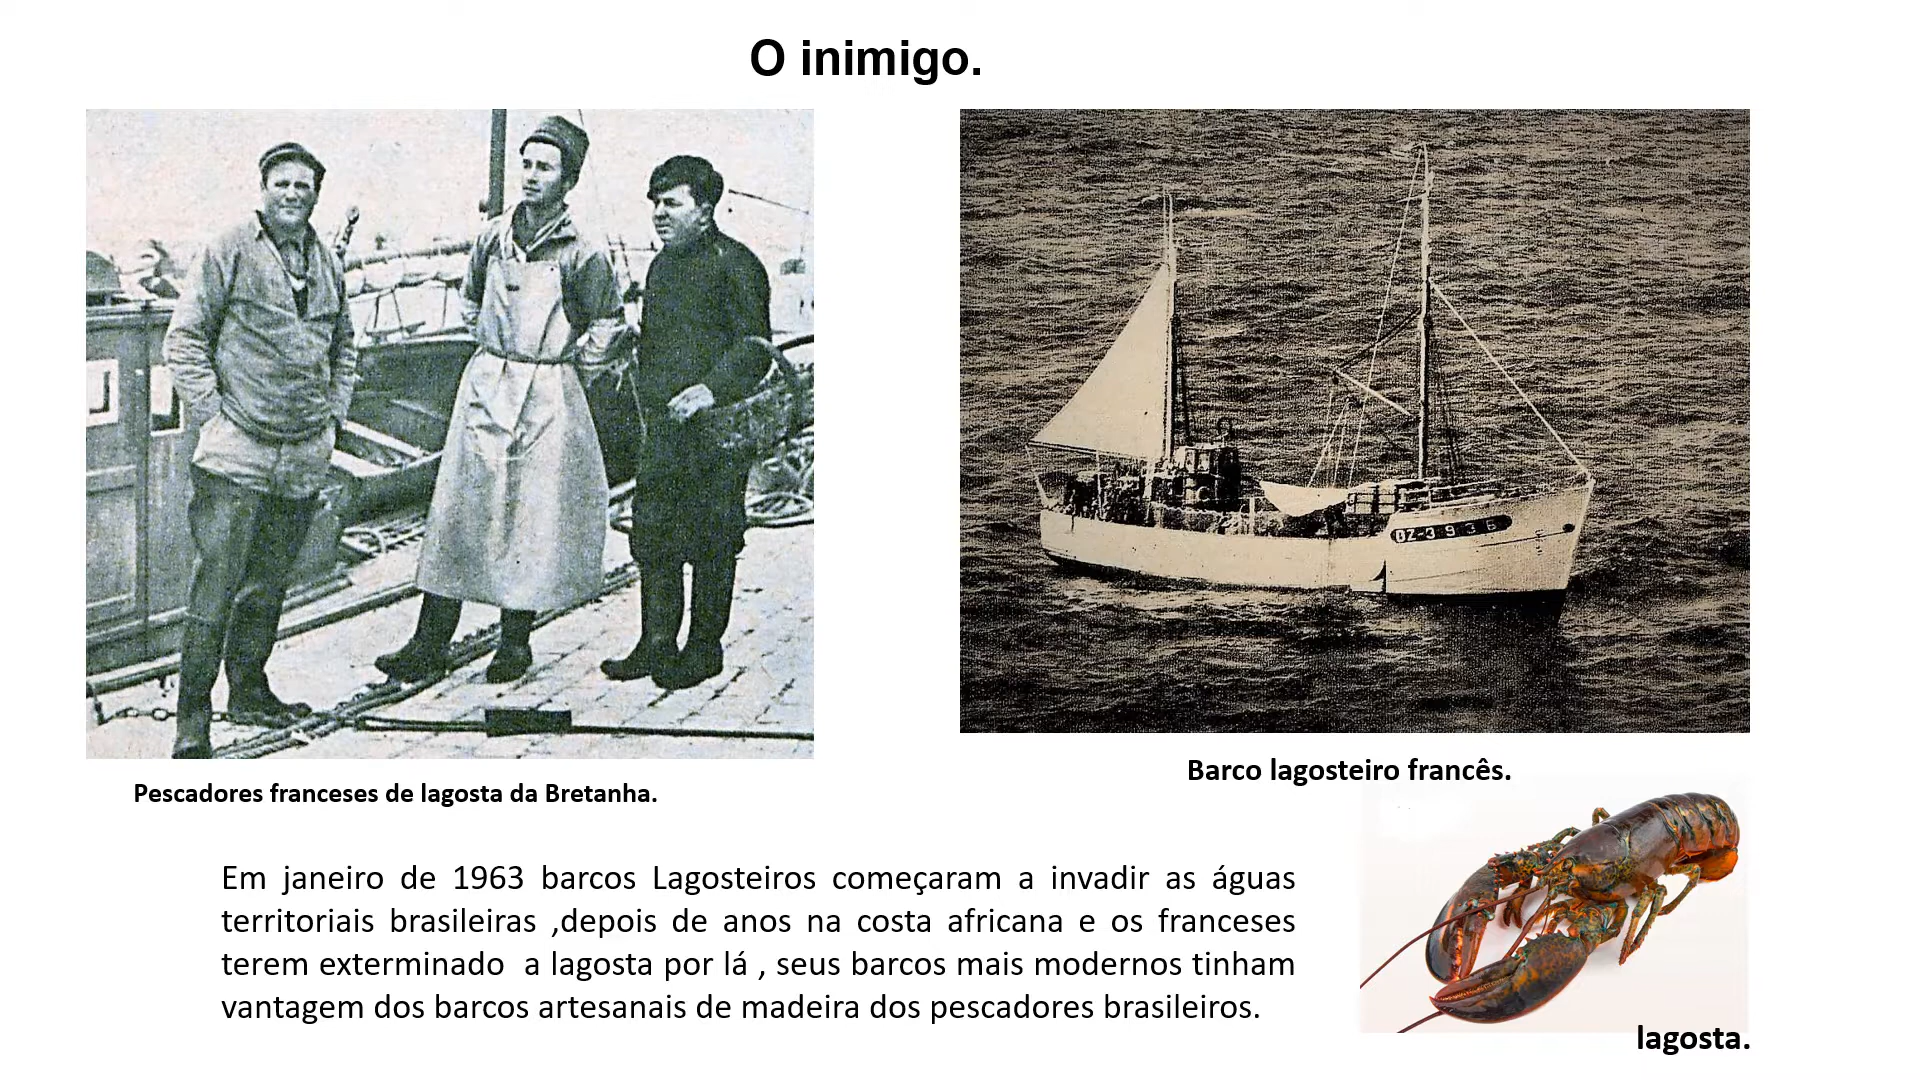 O inimigo.
DZ-3936
Pescadores franceses de lagosta da Bretanha.
Barco lagosteiro francês.
Em janeiro de 1963 barcos Lagosteiros começaram a invadir as águas
territoriais brasileiras ,depois de anos na costa africana e os franceses
terem exterminado  a lagosta por lá , seus barcos mais modernos tinham
vantagem dos barcos artesanais de madeira dos pescadores brasileiros.
lagosta.